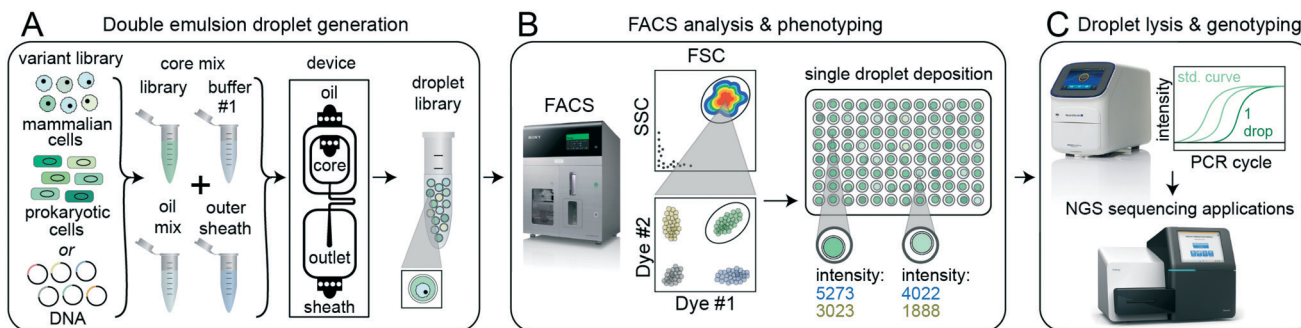 A Double emulsion droplet generation
variant library
mammalian
cells
prokaryotic
cells
or
DNA
core mix
library
buffer
#1
+
oil
mix
outer
sheath
device
oil
core
outlet
sheath
droplet
library
B FACS analysis & phenotyping
FACS
SONY
FSC
SSC
Dye #2
Dye #1
single droplet deposition
intensity:
5273
3023
intensity:
4022
1888
C Droplet lysis & genotyping
intensity
std. curve
1
drop
PCR cycle
NGS sequencing applications